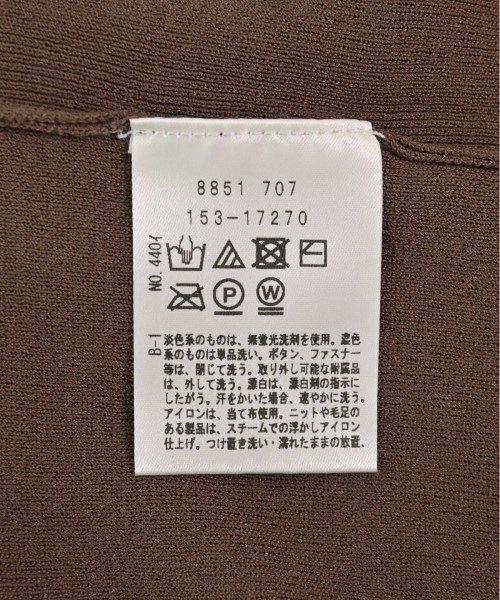 8851 707
153-17270
NO. 440イ
P
W
B-1
淡色系のものは、無蛍光洗剤を使用。濃色
系のものは単品洗い。ボタン、ファスナー
等は、閉じて洗う。取り外し可能な附属品
は、外して洗う。漂白は、漂白剤の指示に
したがう。汗をかいた場合、速やかに洗う。
アイロンは、当て布使用。ニットや毛足の
ある製品は、スチームでの浮かしアイロン
仕上げ。つけ置き洗い・濡れたままの放置、